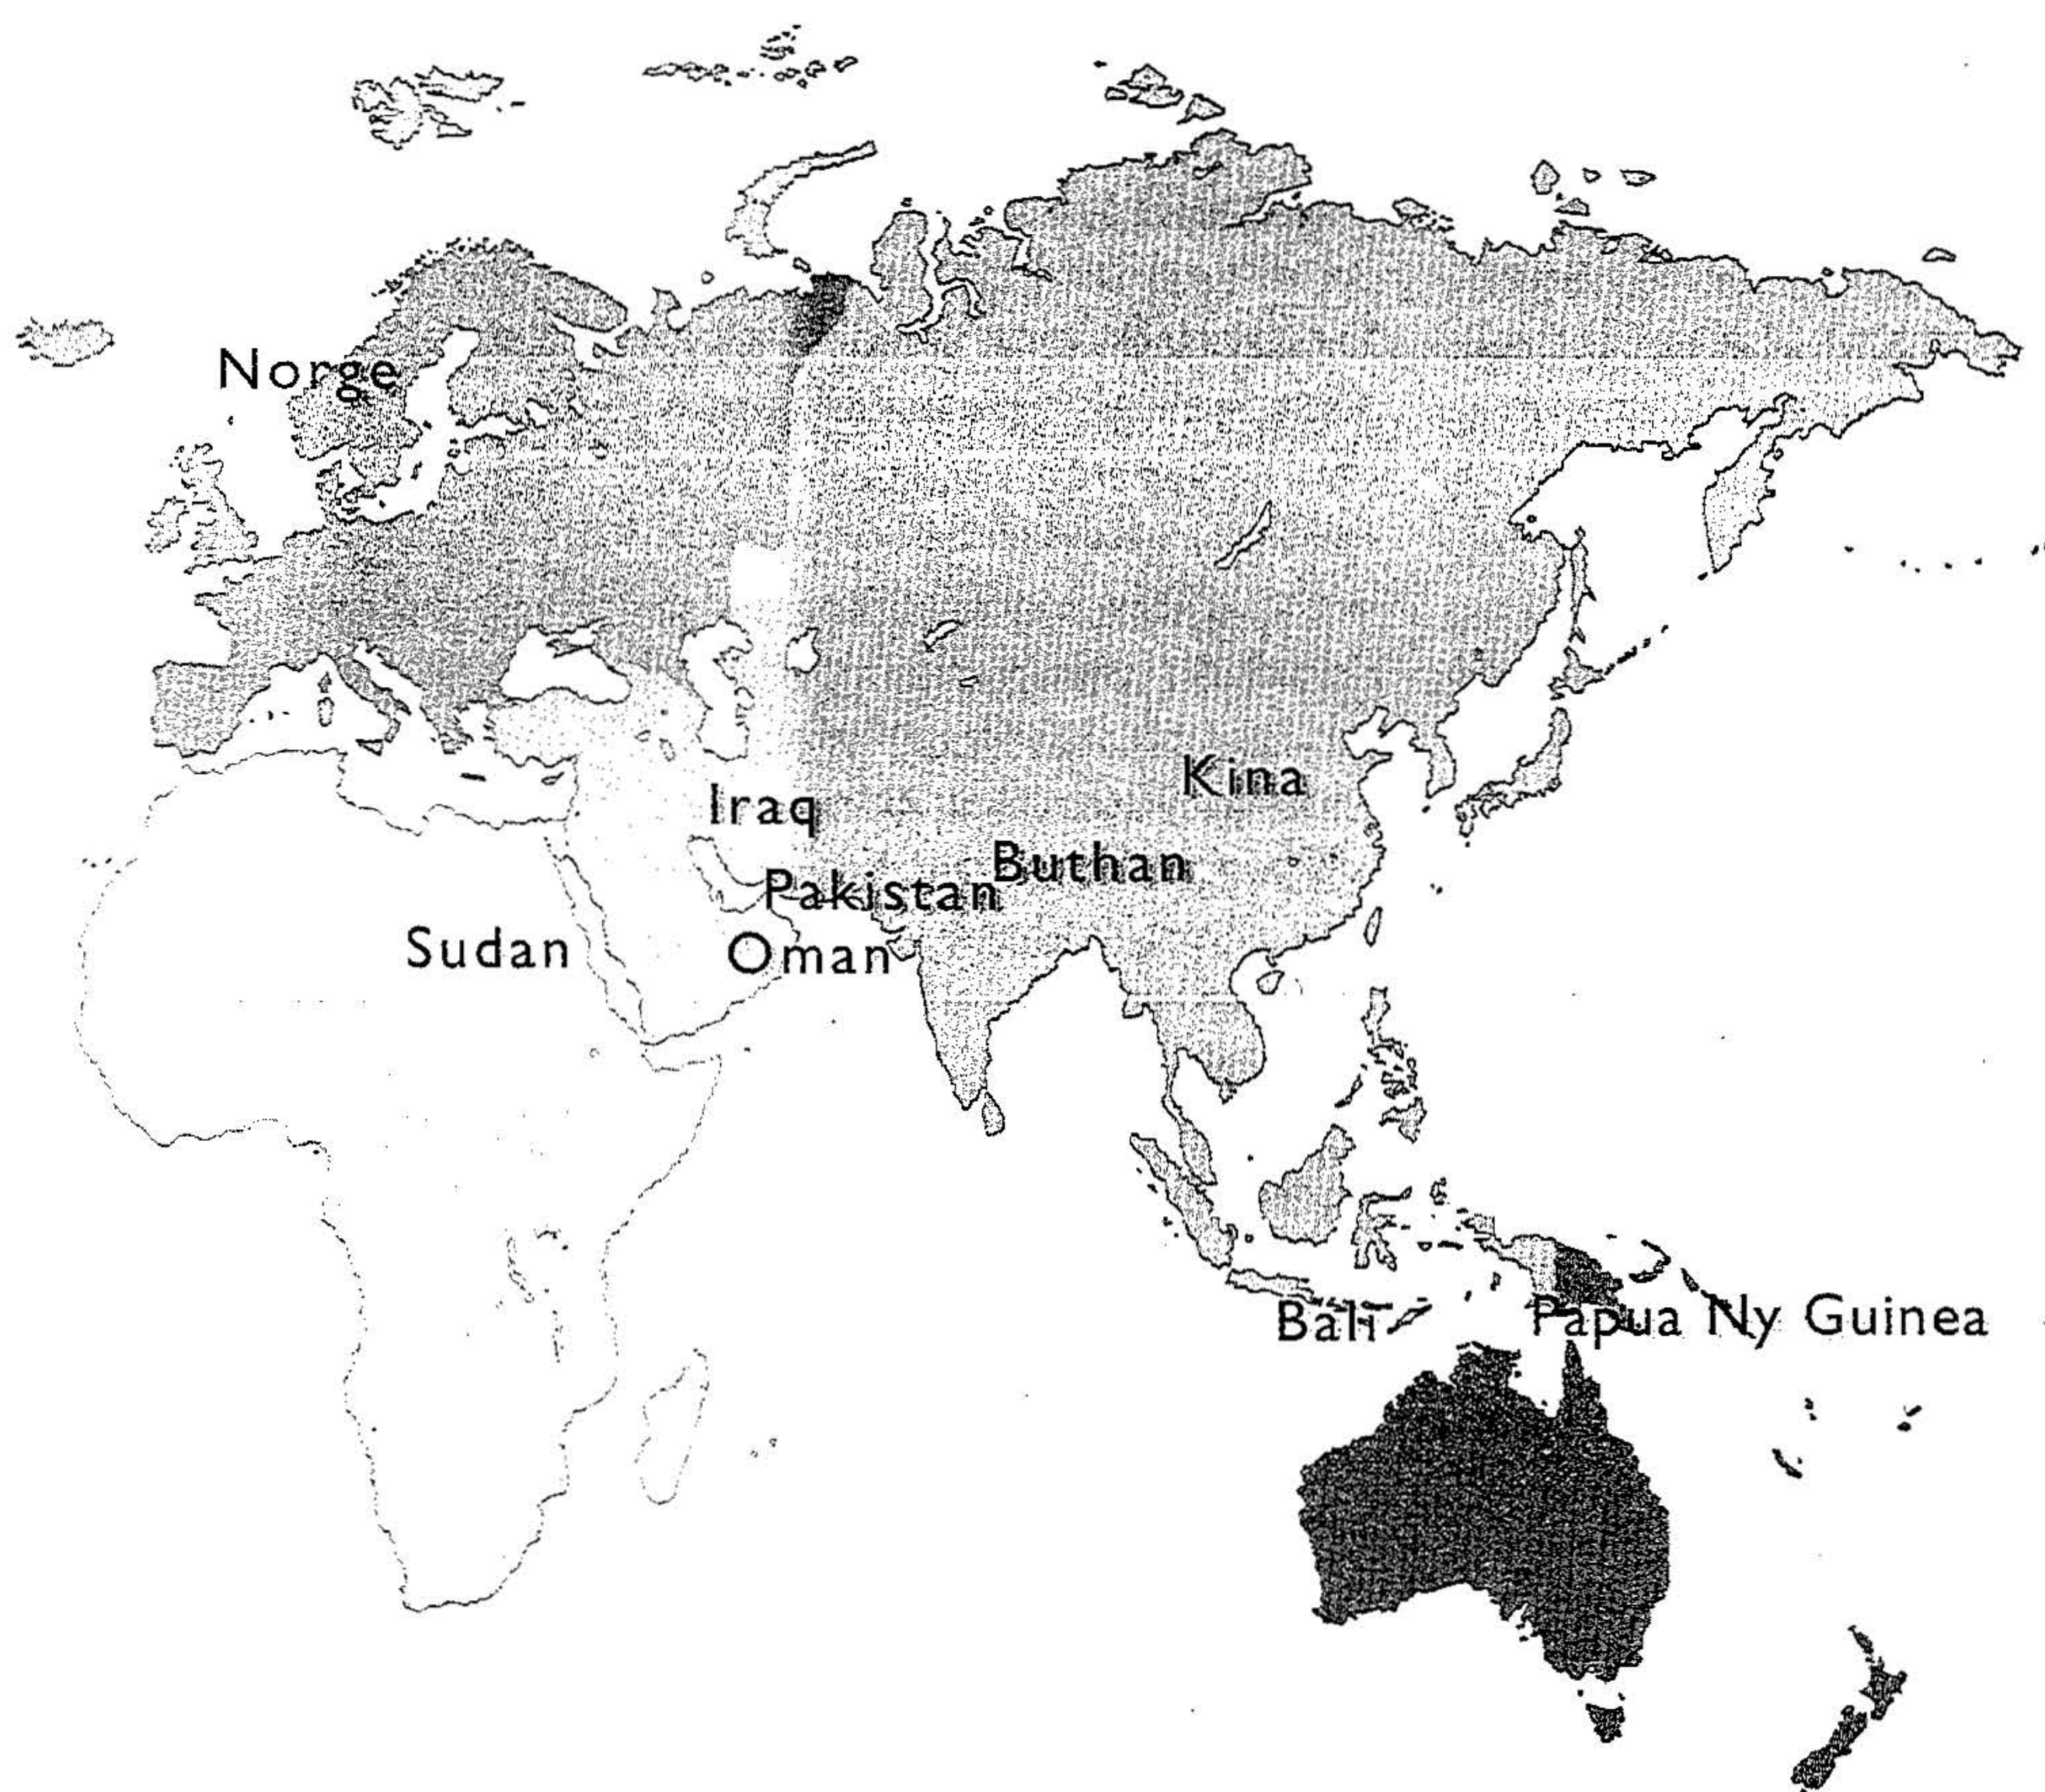 Norge
Kina
Iraq
Buthan
Pakistan
Sudan
Oman
Bali
Papua Ny Guinea